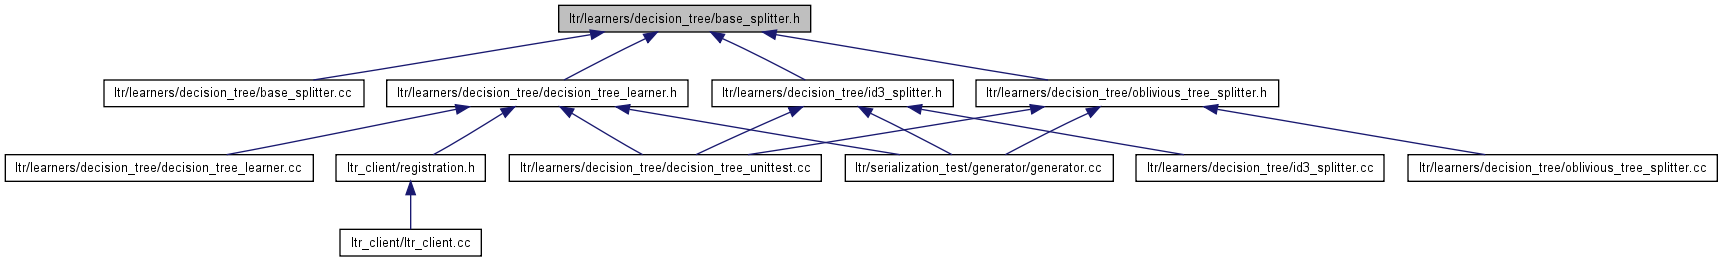 ltr/learners/decision_tree/base_splitter.h
ltr/learners/decision_tree/base_splitter.cc
ltr/learners/decision_tree/decision_tree_learner.h
ltr/learners/decision_tree/id3_splitter.h
ltr/learners/decision_tree/oblivious_tree_splitter.h
ltr/learners/decision_tree/decision_tree_learner.cc
ltr_client/registration.h
ltr/learners/decision_tree/decision_tree_unittest.cc
ltr/serialization_test/generator/generator.cc
ltr/learners/decision_tree/id3_splitter.cc
ltr/learners/decision_tree/oblivious_tree_splitter.cc
ltr_client/ltr_client.cc